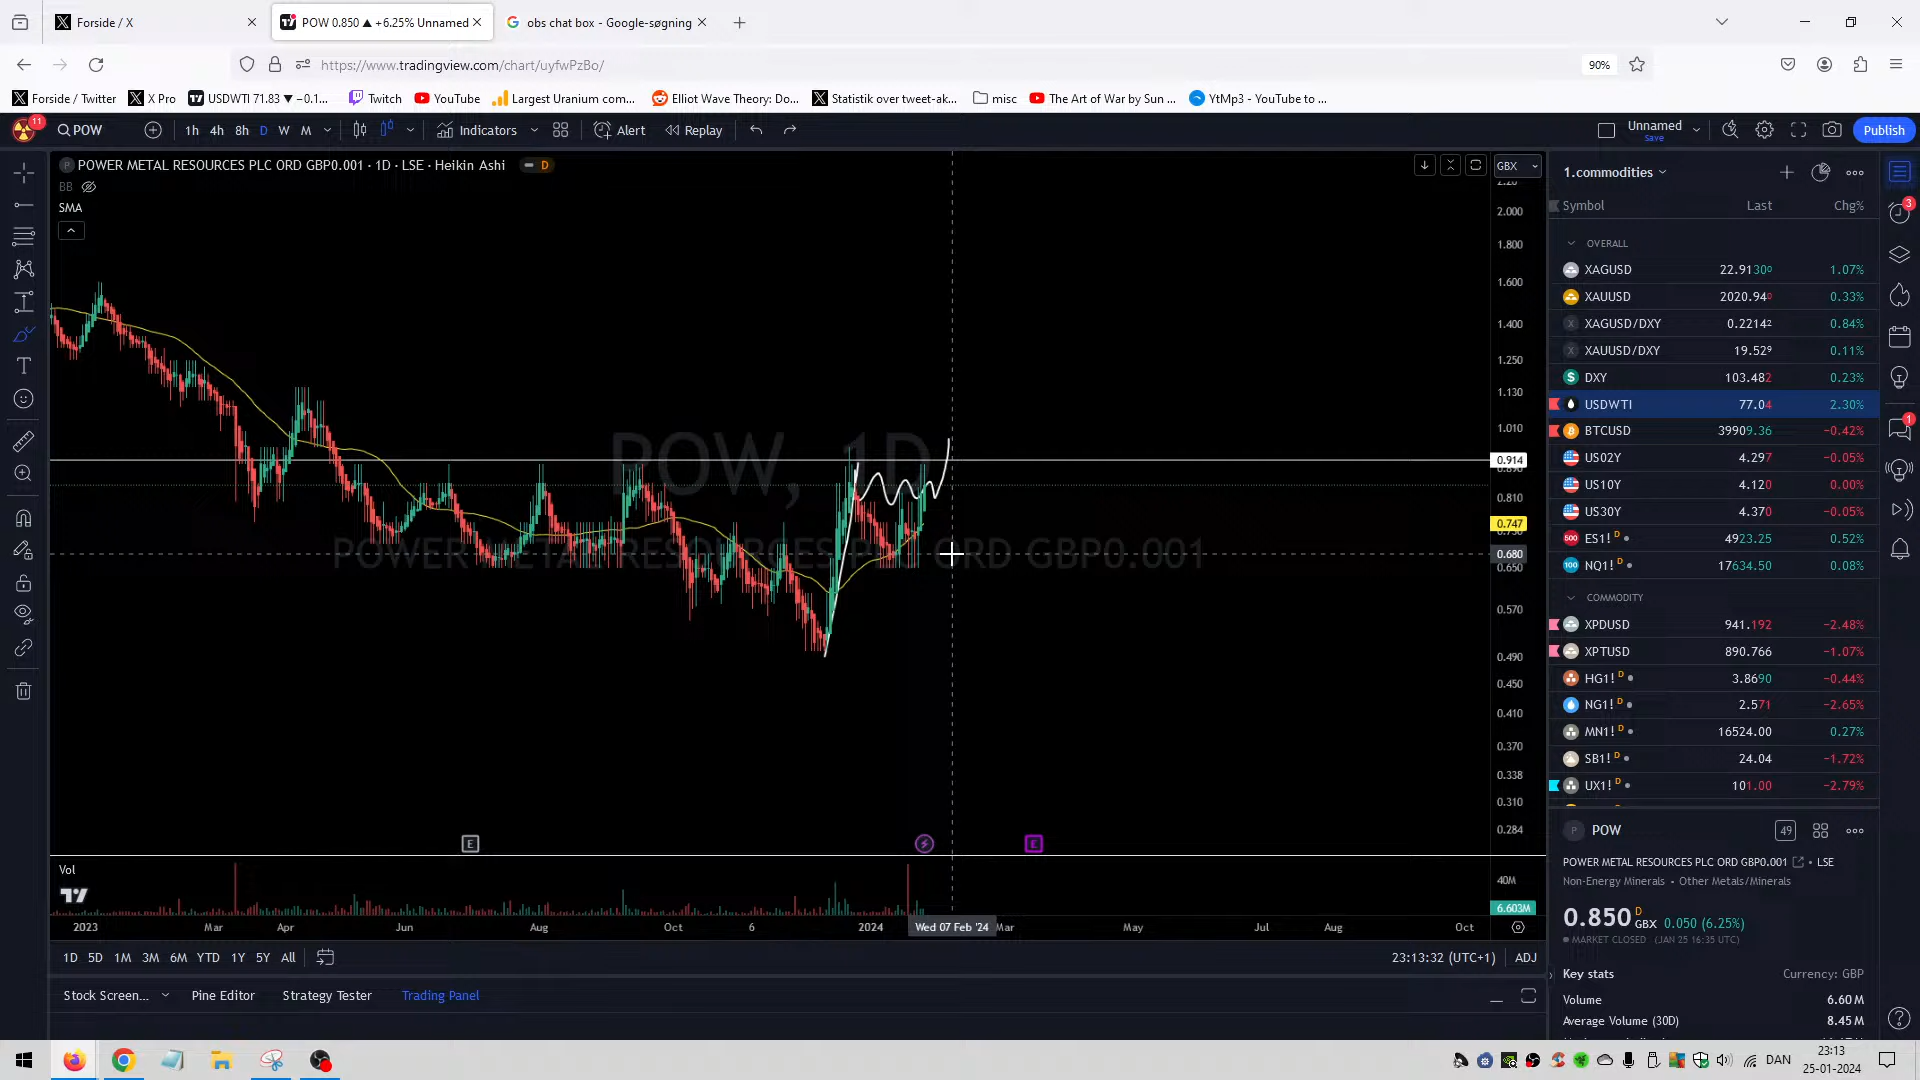 Forside / X
POW 0.850 ▲ +6.25% Unnamed
obs chat box - Google-søgning
https://www.tradingview.com/chart/uyfwPzBo/
90%
Forside / Twitter
X Pro
USDWTI 71.83 ▼ −0.1...
Twitch
YouTube
Largest Uranium com...
Elliot Wave Theory: Do...
Statistik over tweet-ak...
misc
The Art of War by Sun ...
YtMp3 - YouTube to ...
11
POW
1h 4h 8h D W M
Indicators
Alert
Replay
Unnamed
Save
Publish
POWER METAL RESOURCES PLC ORD GBP0.001 · 1D · LSE · Heikin Ashi
D
BB
SMA
GBX
POW, 1D
POWER METAL RESOURCES PLC ORD GBP0.001
2.000
1.800
1.600
1.400
1.250
1.130
1.010
0.914
0.810
0.747
0.680
0.650
0.570
0.490
0.450
0.410
0.370
0.338
0.310
0.284
E
E
Vol
40M
6.603M
2023 Mar Apr Jun Aug Oct 6 2024 Wed 07 Feb '24 Mar May Jul Aug Oct
1D 5D 1M 3M 6M YTD 1Y 5Y All
23:13:32 (UTC+1) ADJ
Stock Screen... Pine Editor Strategy Tester Trading Panel
1.commodities
Symbol Last Chg%
OVERALL
XAGUSD 22.9130⁰ 1.07%
XAUUSD 2020.94⁰ 0.33%
XAGUSD/DXY 0.2214² 0.84%
XAUUSD/DXY 19.52⁹ 0.11%
DXY 103.482 0.23%
USDWTI 77.04 2.30%
BTCUSD 39909.36 −0.42%
US02Y 4.297 −0.05%
US10Y 4.120 0.00%
US30Y 4.370 −0.05%
ES1! D 4923.25 0.52%
NQ1! D 17634.50 0.08%
COMMODITY
XPDUSD 941.192 −2.48%
XPTUSD 890.766 −1.07%
HG1! D 3.8690 −0.44%
NG1! D 2.571 −2.65%
MN1! D 16524.00 0.27%
SB1! D 24.04 −1.72%
UX1! D 101.00 −2.79%
P POW
49
POWER METAL RESOURCES PLC ORD GBP0.001 • LSE
Non-Energy Minerals • Other Metals/Minerals
0.850 D GBX 0.050 (6.25%)
MARKET CLOSED (JAN 25 16:35 UTC)
Key stats Currency: GBP
Volume 6.60 M
Average Volume (30D) 8.45 M
3
1
DAN
23:13
25-01-2024